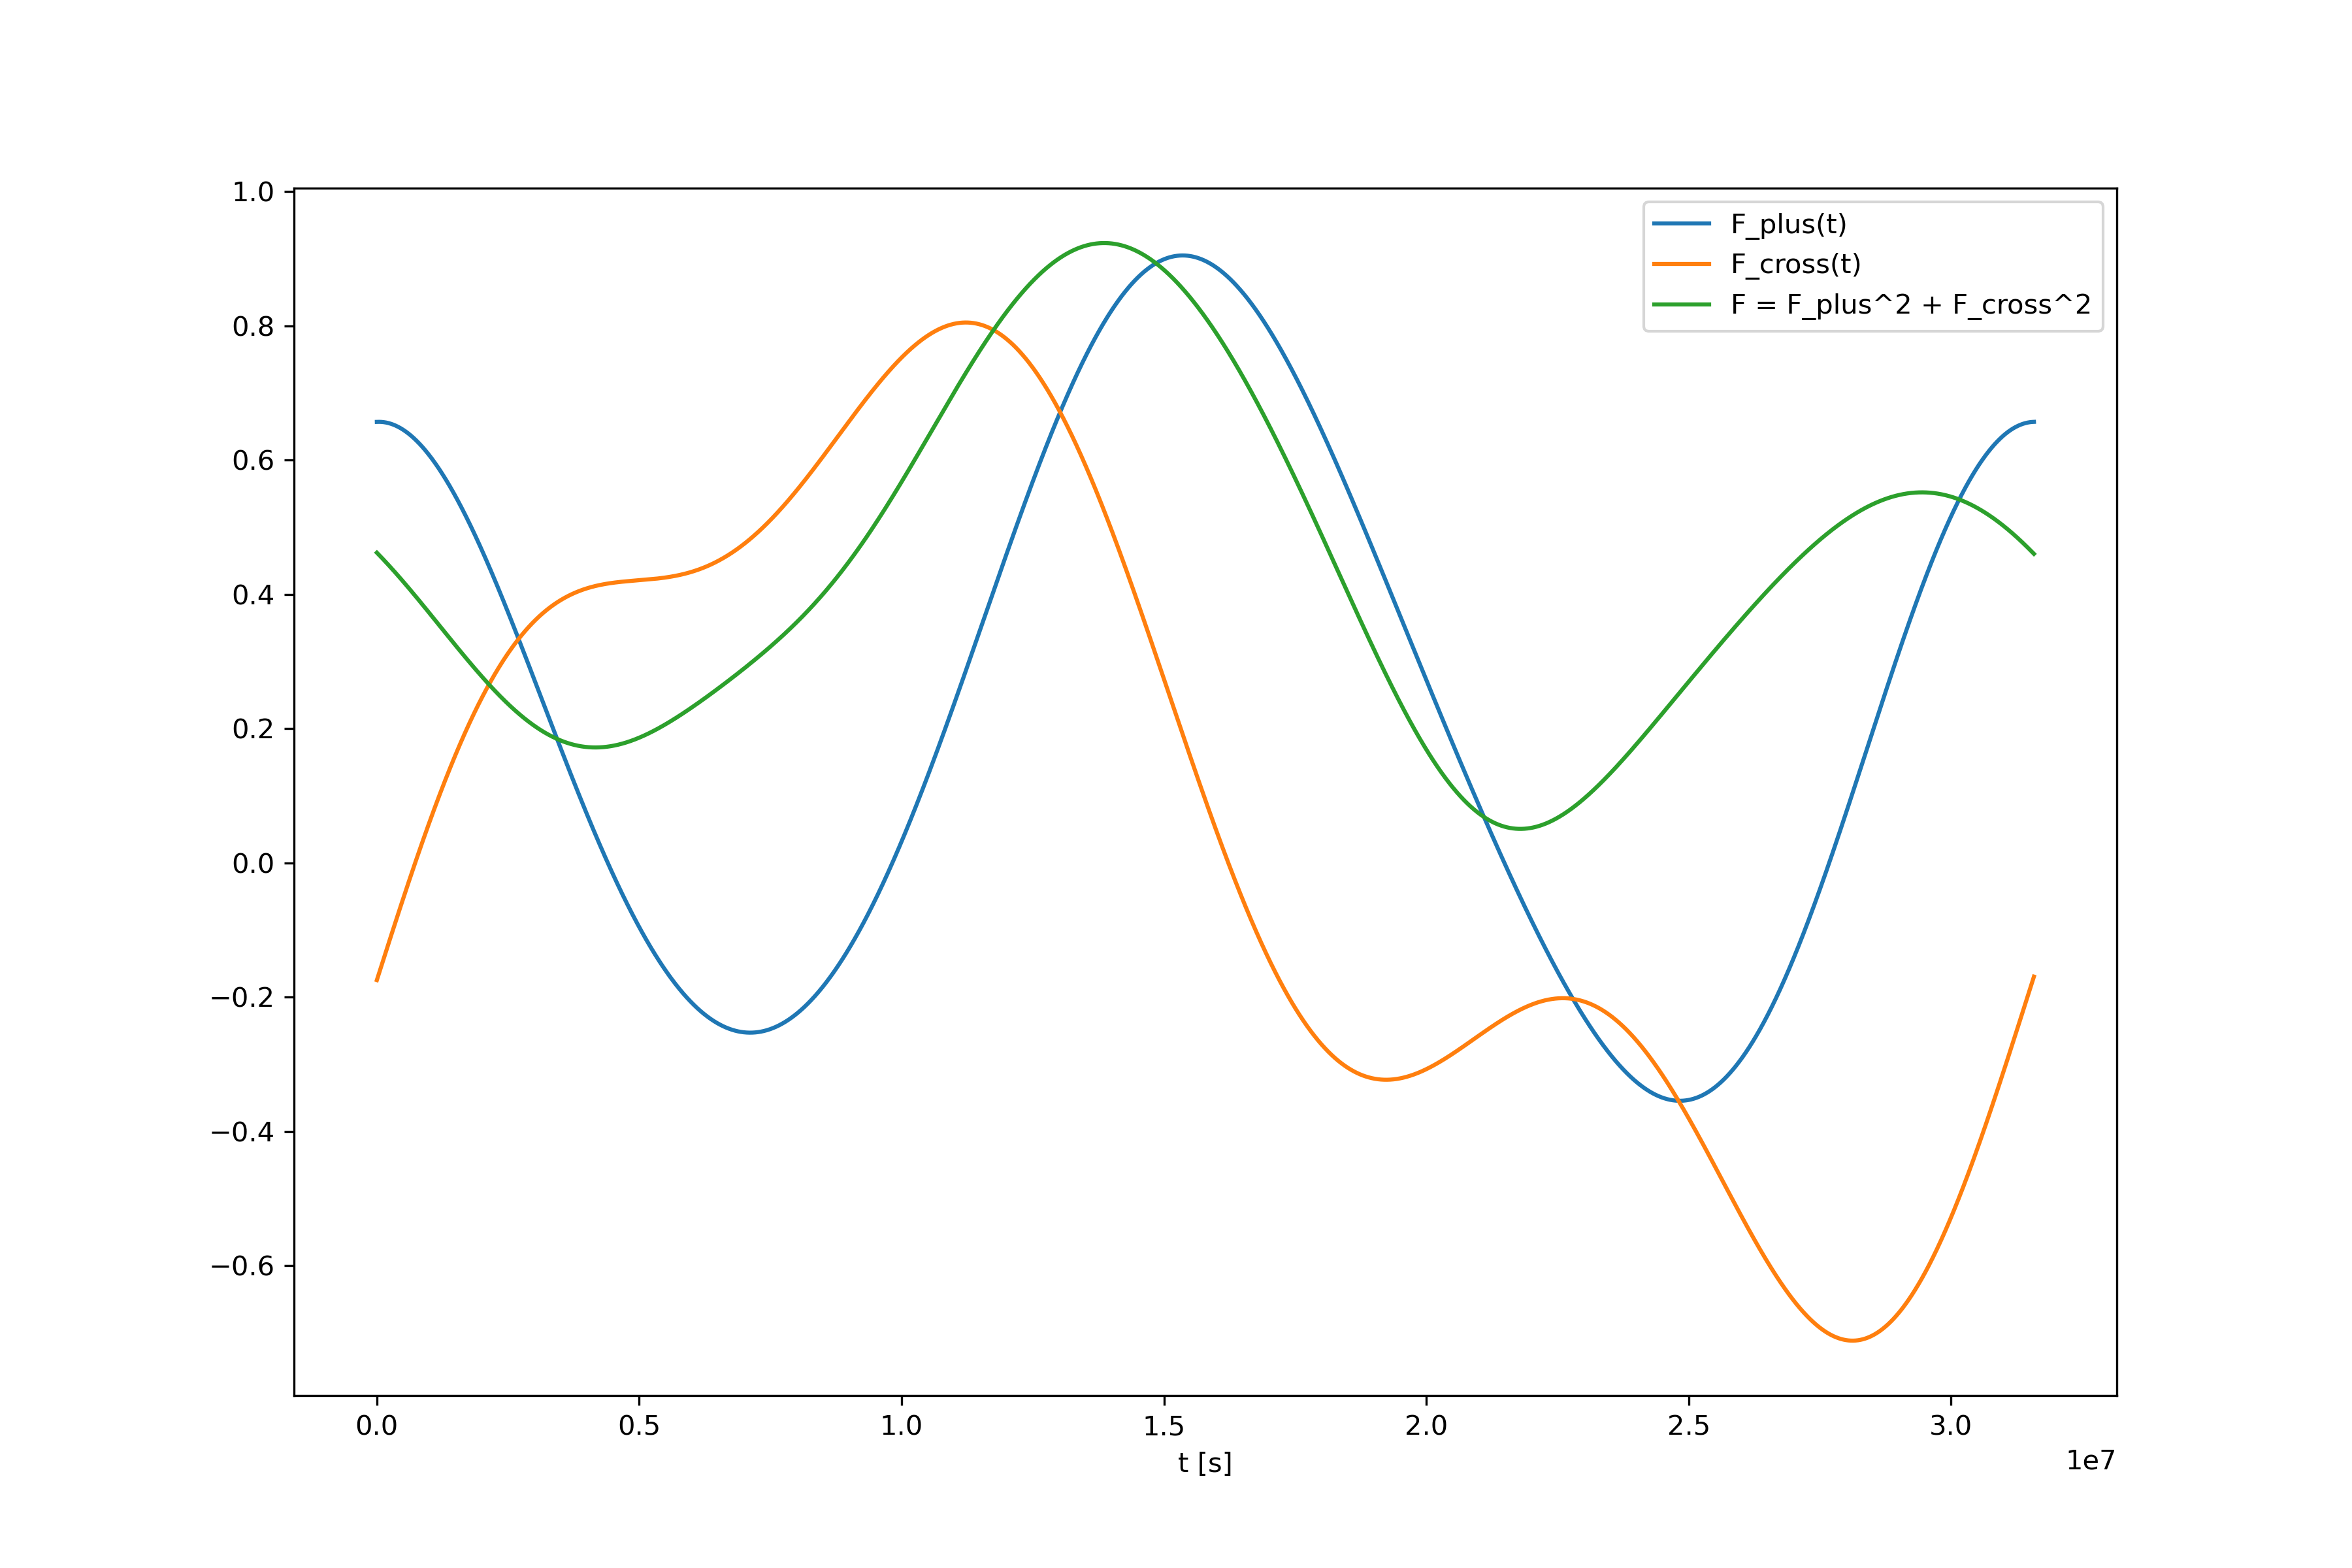 1.0
0.8
0.6
0.4
0.2
0.0
−0.2
−0.4
−0.6
F_plus(t)
F_cross(t)
F = F_plus^2 + F_cross^2
0.0 0.5 1.0 1.5 2.0 2.5 3.0
t [s]
1e7